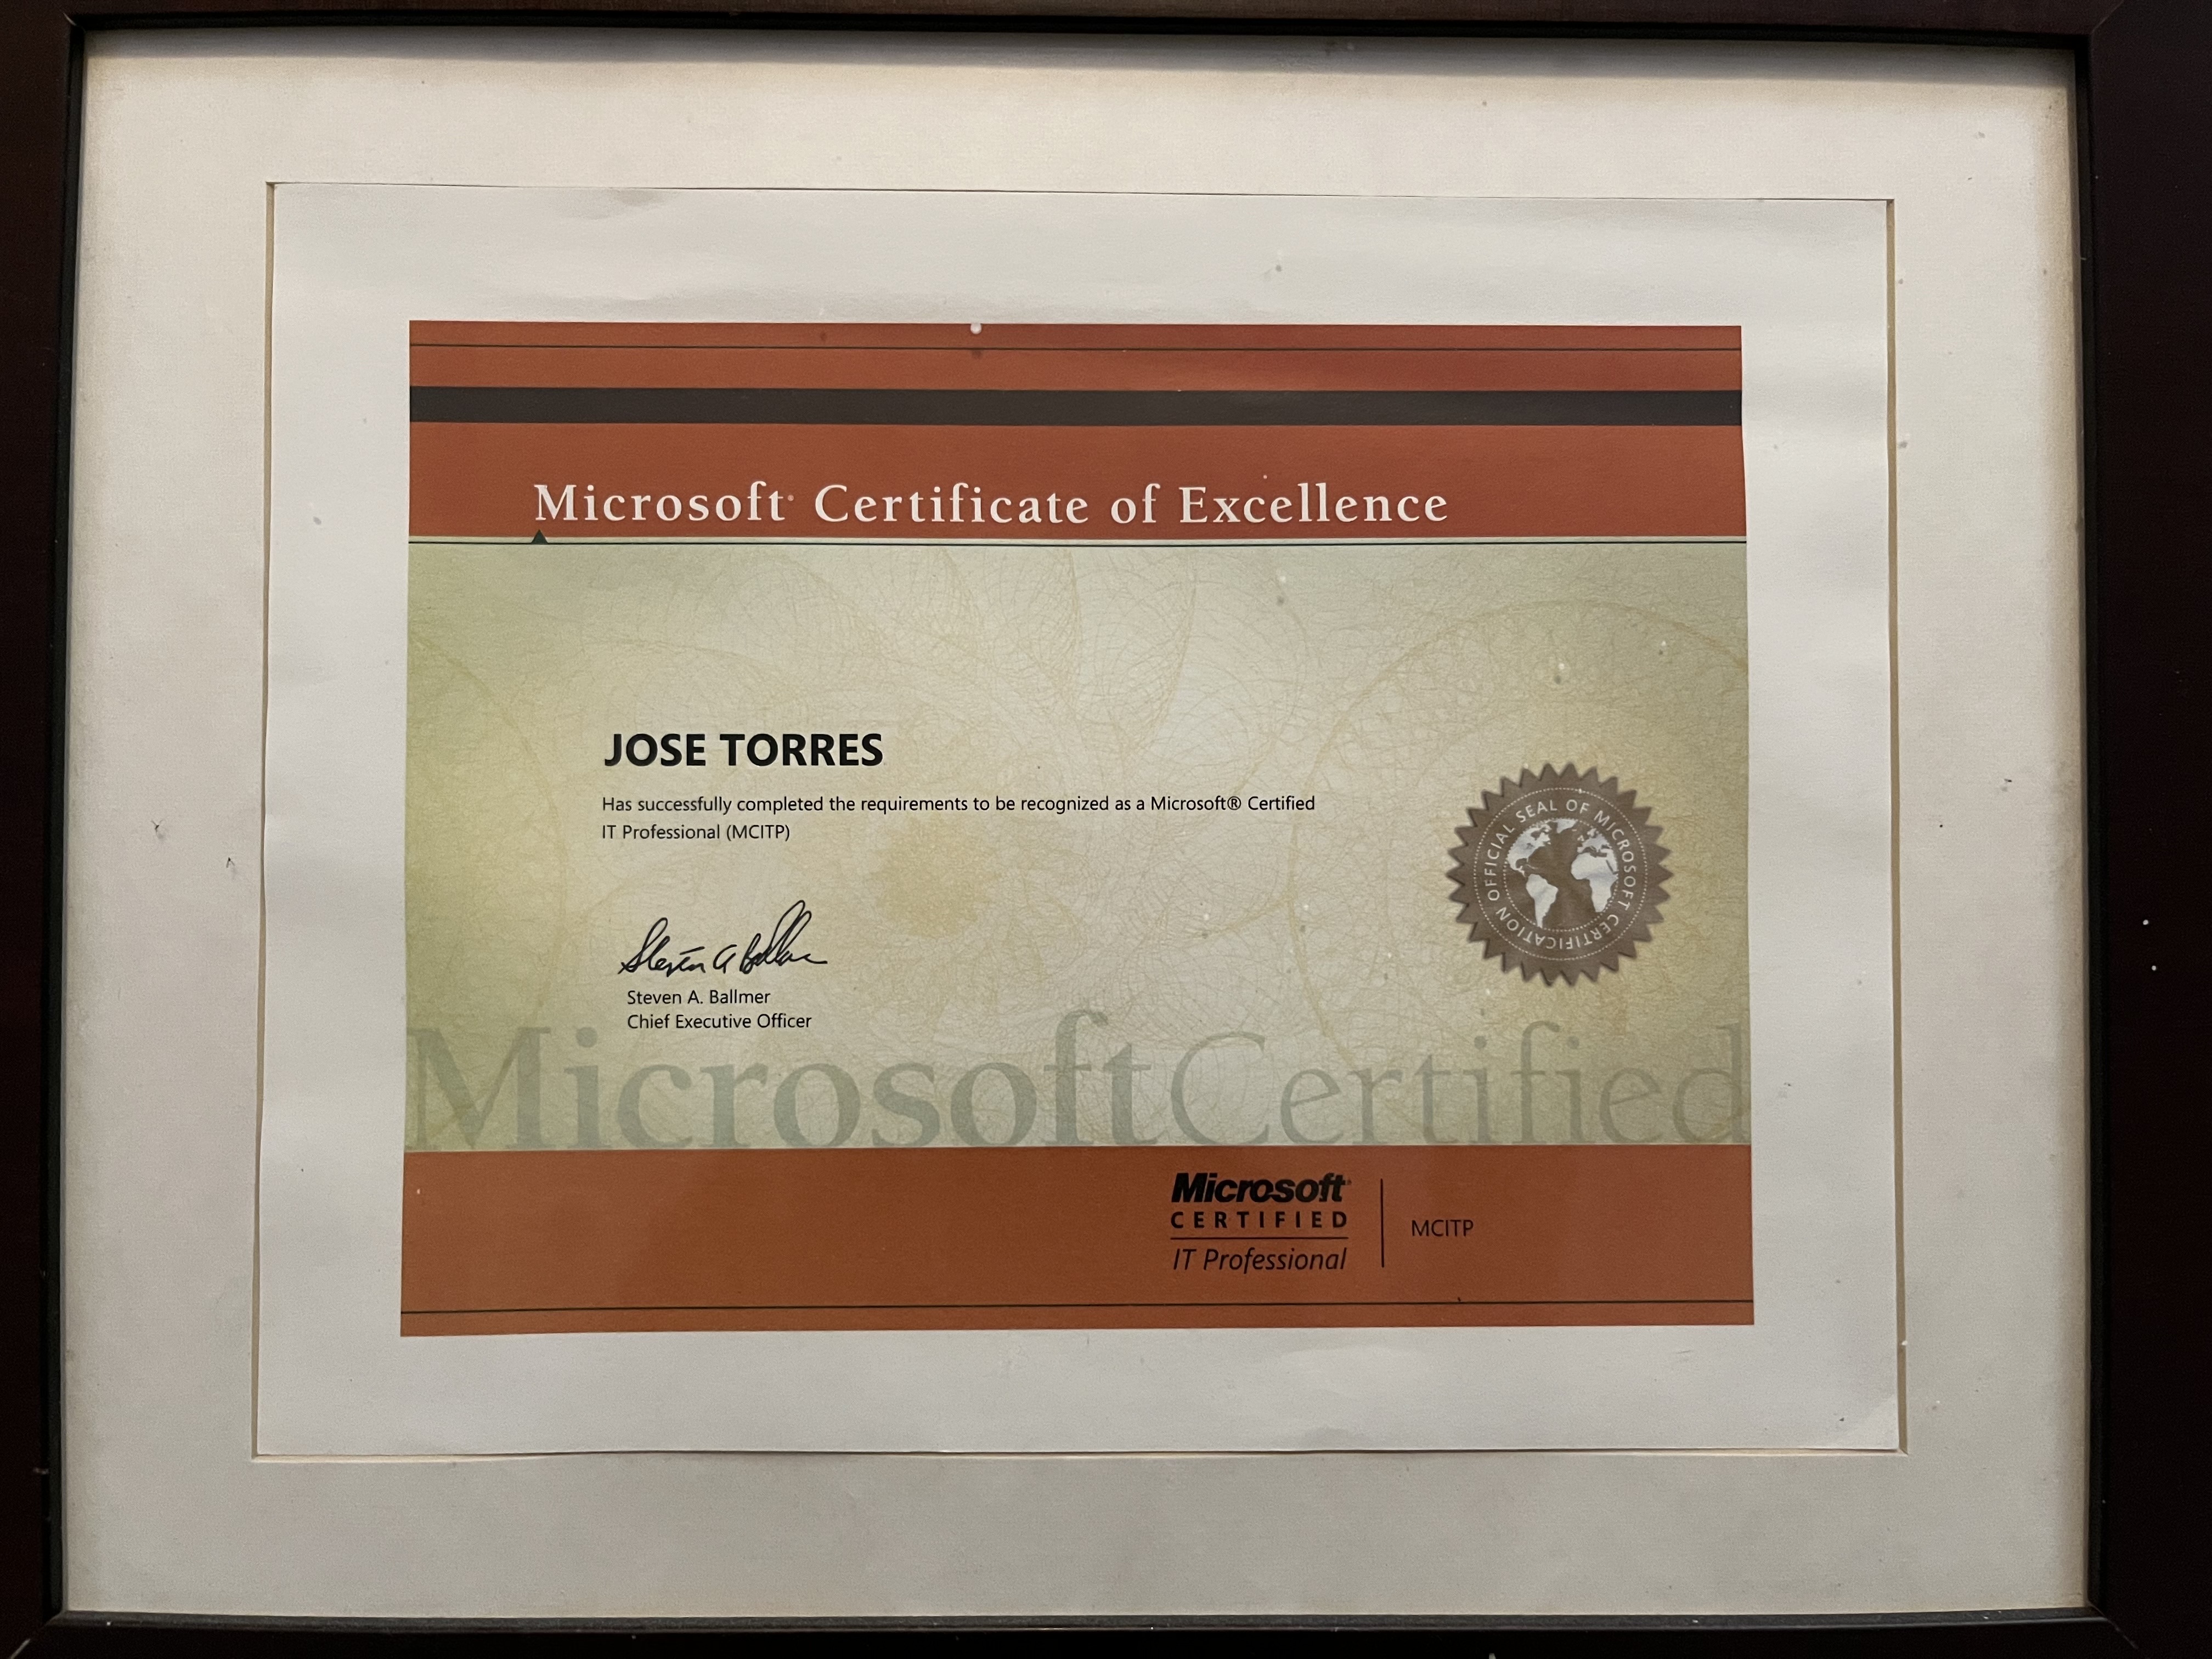 Microsoft® Certificate of Excellence
JOSE TORRES
Has successfully completed the requirements to be recognized as a Microsoft® Certified
IT Professional (MCITP)
OFFICIAL SEAL OF MICROSOFT CERTIFICATION
Steven A Ballmer
Steven A. Ballmer
Chief Executive Officer
MicrosoftCertified
Microsoft®
CERTIFIED
IT Professional
MCITP